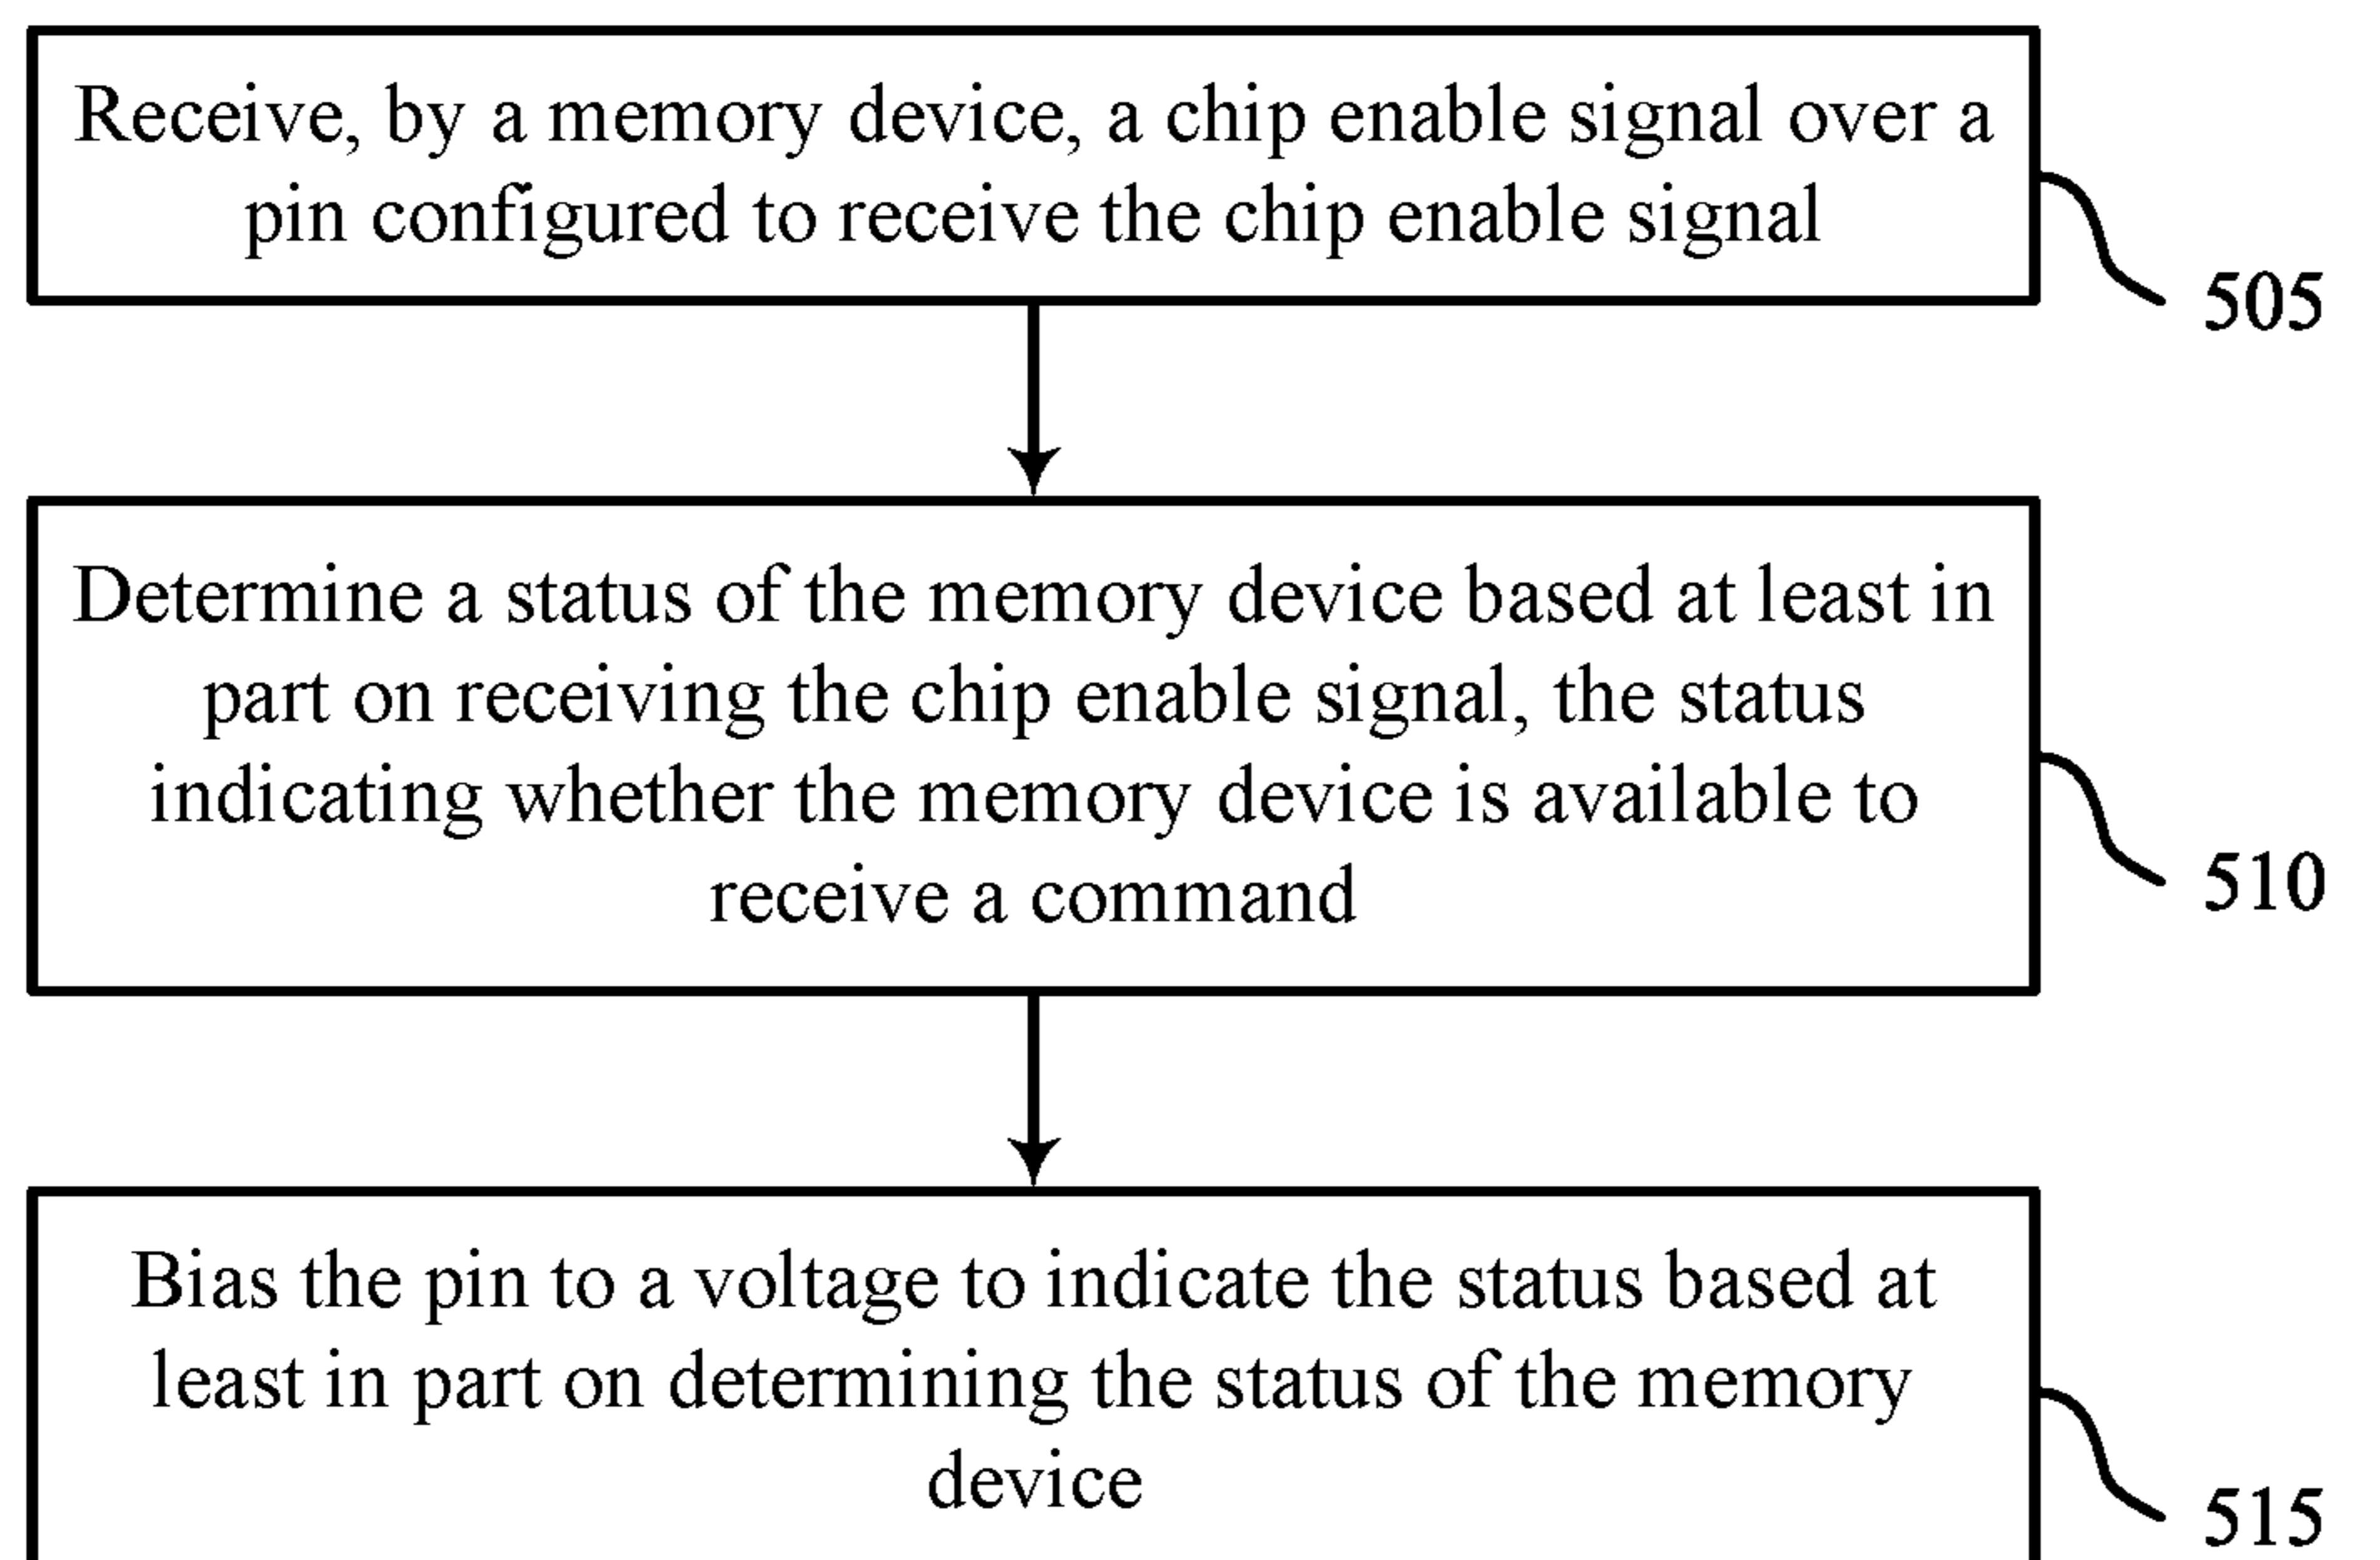 Receive, by a memory device, a chip enable signal over a
pin configured to receive the chip enable signal
505
Determine a status of the memory device based at least in
part on receiving the chip enable signal, the status
indicating whether the memory device is available to
receive a command
510
Bias the pin to a voltage to indicate the status based at
least in part on determining the status of the memory
device
515